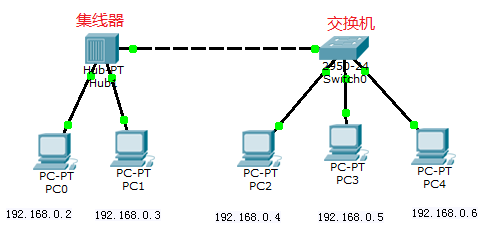 集线器
交换机
Hub-PT
Hub1
2950-24
Switch0
PC-PT
PC0
PC-PT
PC1
PC-PT
PC2
PC-PT
PC3
PC-PT
PC4
192.168.0.2
192.168.0.3
192.168.0.4
192.168.0.5
192.168.0.6